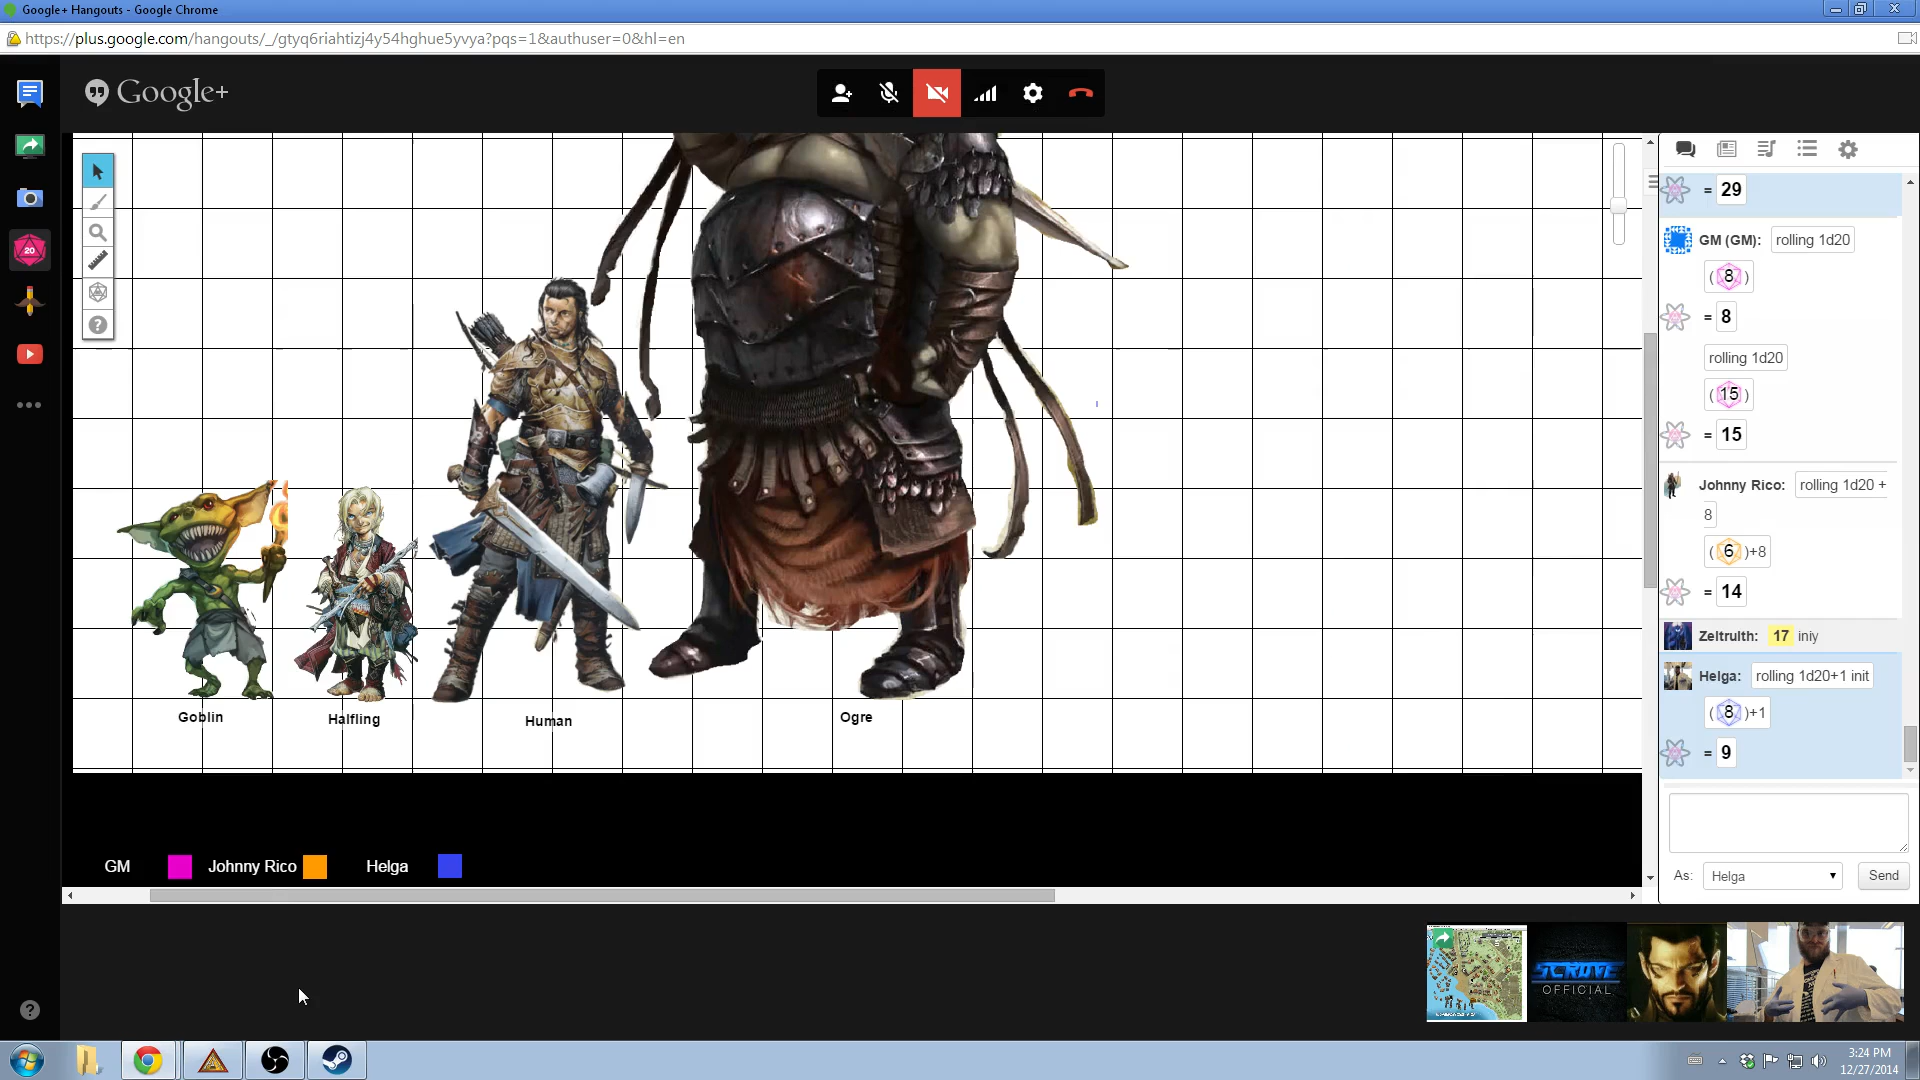 Google+ Hangouts - Google Chrome
https://plus.google.com/hangouts/_/gtyq6riahtizj4y54hghue5yvya?pqs=1&authuser=0&hl=en
Google+
= 29
GM (GM): rolling 1d20
(8)
= 8
rolling 1d20
(15)
= 15
Johnny Rico: rolling 1d20 +
8
(6)+8
= 14
Zeltruith: 17 iniy
Helga: rolling 1d20+1 init
(8)+1
= 9
20
Goblin
Halfling
Human
Ogre
GM
Johnny Rico
Helga
As: Helga
Send
OFFICIAL
3:24 PM
12/27/2014